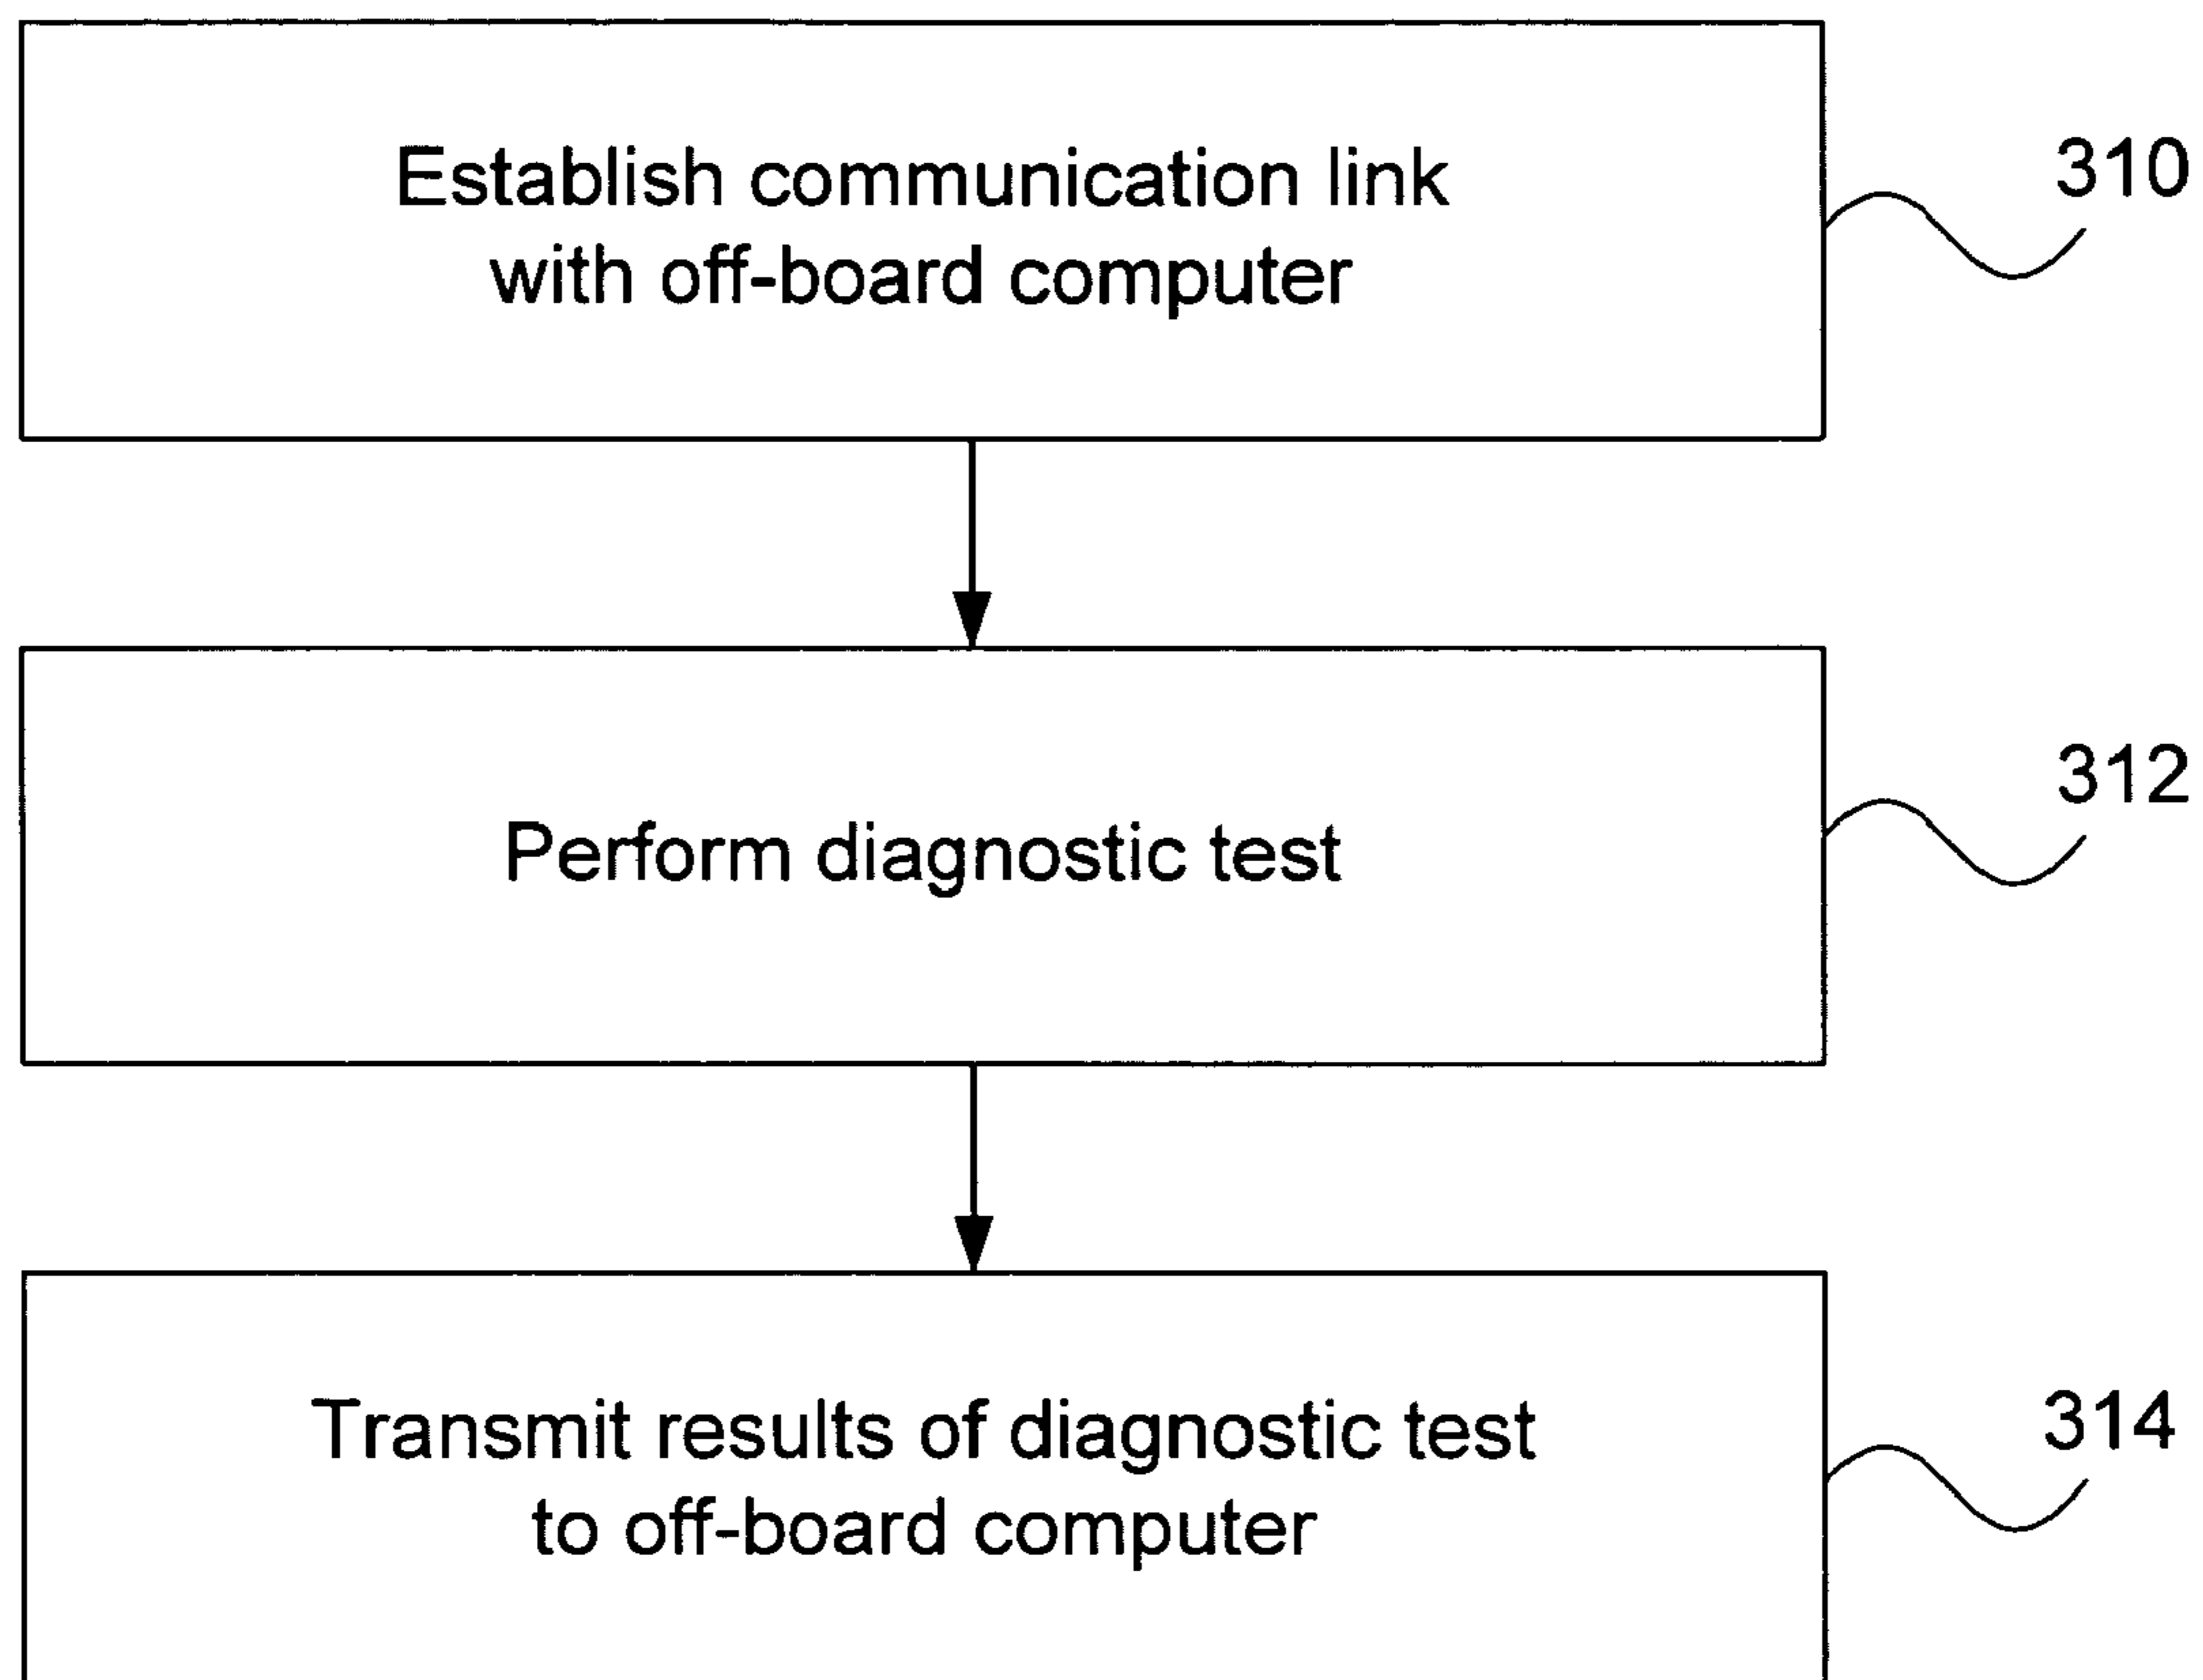 Establish communication link
with off-board computer
310
Perform diagnostic test
312
Transmit results of diagnostic test
to off-board computer
314